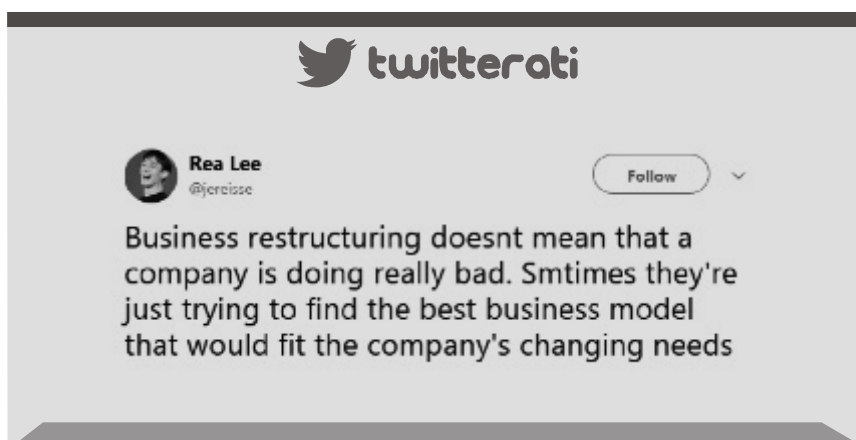 twitterati
Rea Lee
@jereisse
Follow
Business restructuring doesnt mean that a
company is doing really bad. Smtimes they're
just trying to find the best business model
that would fit the company's changing needs